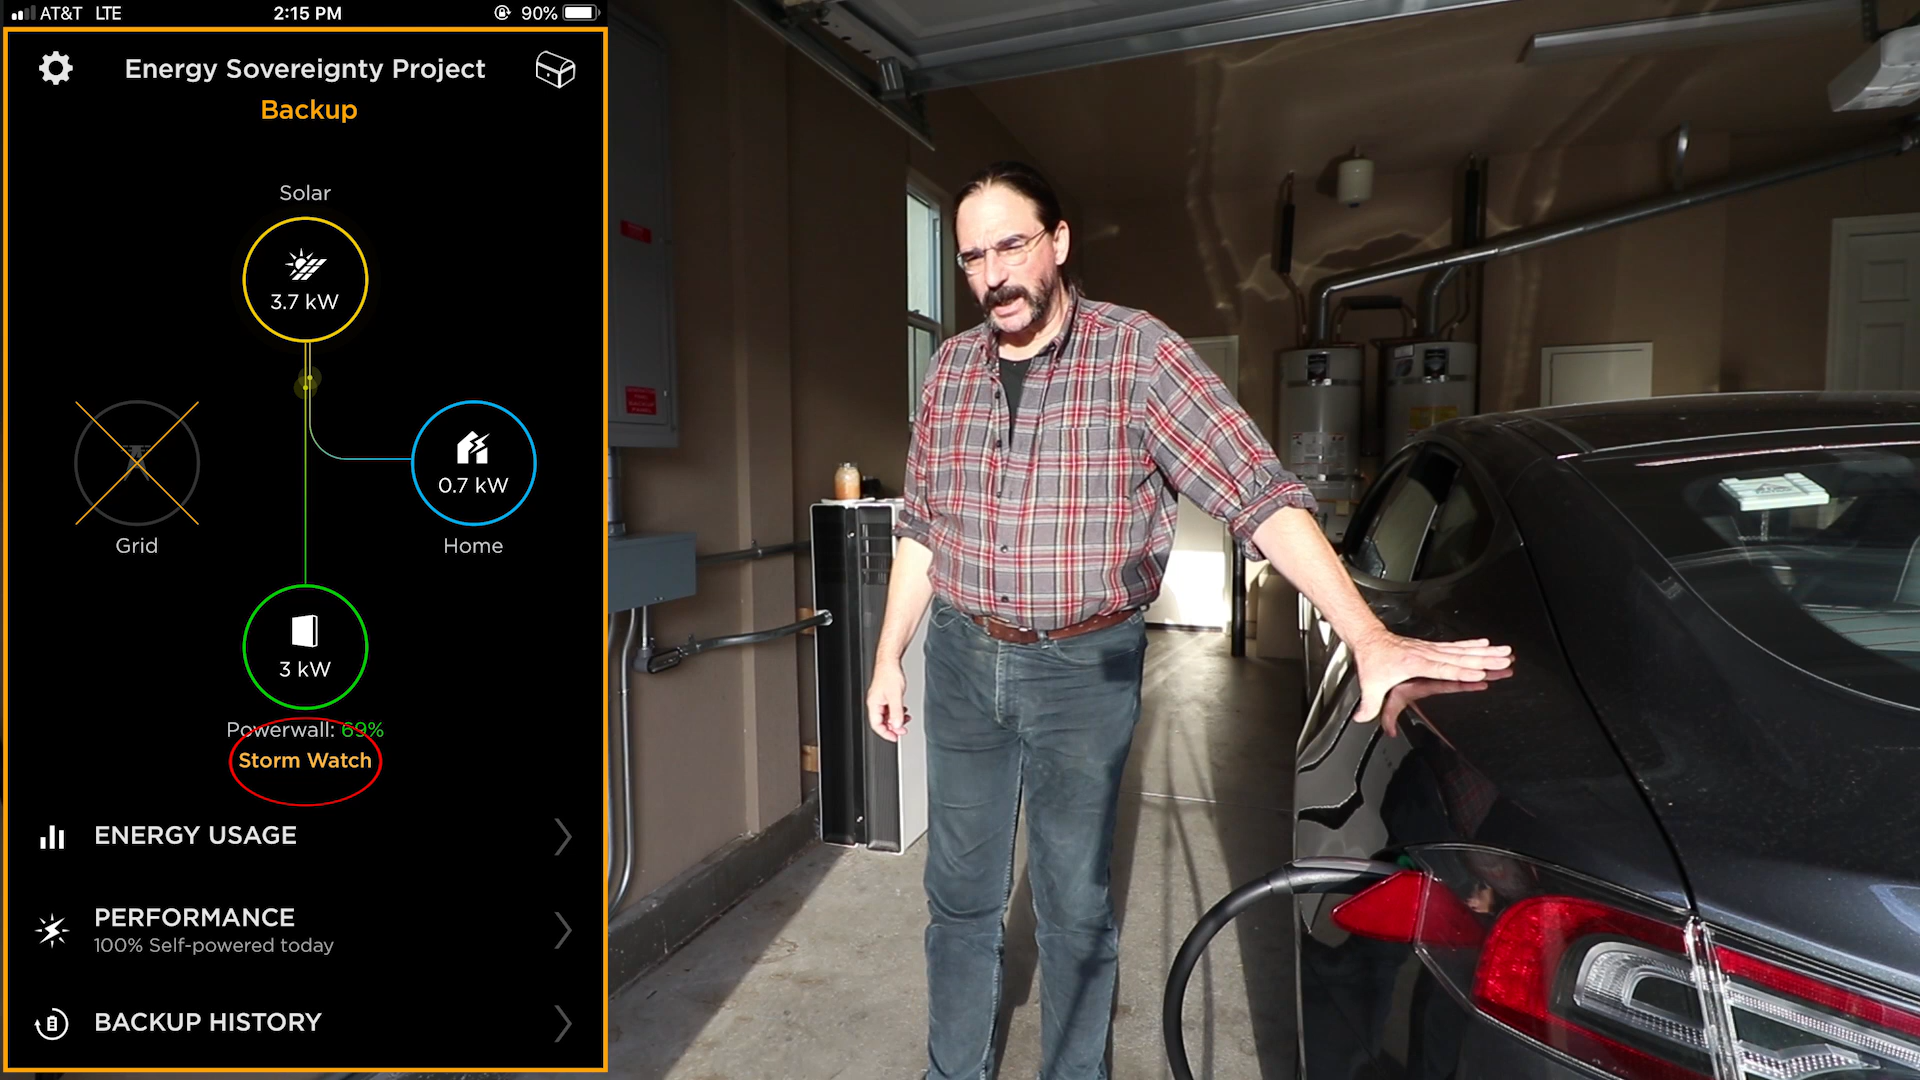 AT&T LTE 2:15 PM 90%
Energy Sovereignty Project
Backup
Solar
3.7 kW
0.7 kW
Grid
Home
3 kW
Powerwall: 69%
Storm Watch
ENERGY USAGE
PERFORMANCE
100% Self-powered today
BACKUP HISTORY